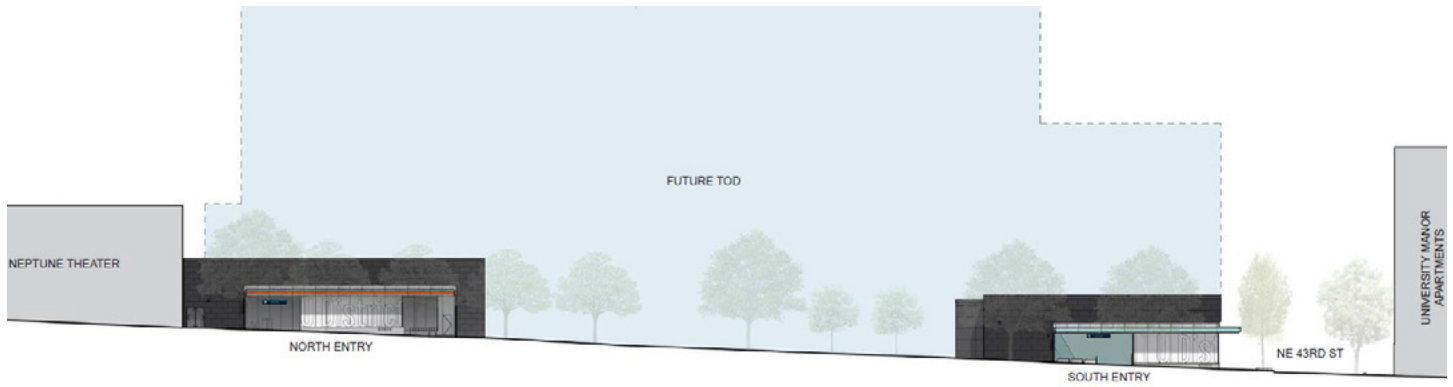 FUTURE TOD
NEPTUNE THEATER
UNIVERSITY MANOR
APARTMENTS
NORTH ENTRY
NE 43RD ST
SOUTH ENTRY